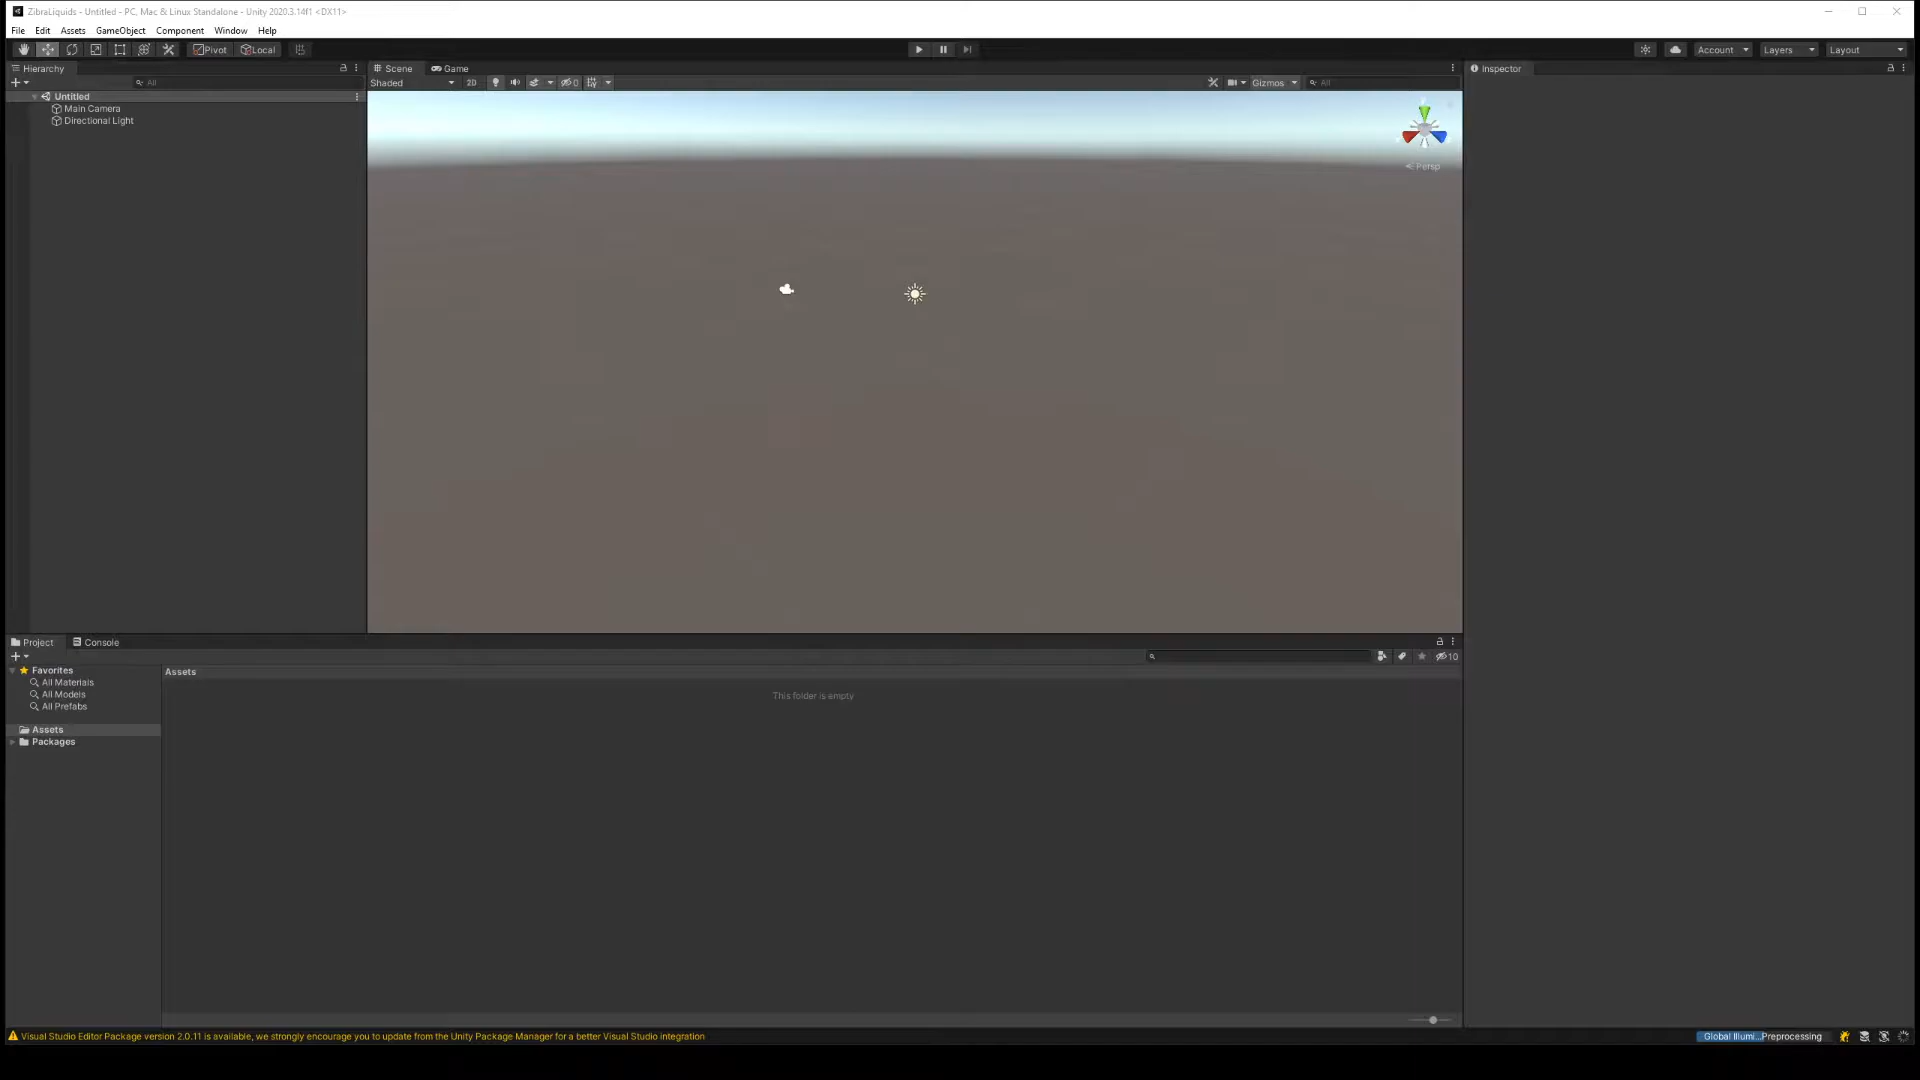 ZibraLiquids - Untitled - PC, Mac & Linux Standalone - Unity 2020.3.14f1 <DX11>
File Edit Assets GameObject Component Window Help
Pivot Local Account Layers Layout
Hierarchy
Scene Game
Inspector
All
Shaded 2D 0 Gizmos All
Untitled
Main Camera
Directional Light
Persp
Project Console
10
Favorites
All Materials
All Models
All Prefabs
Assets
Packages
Assets
This folder is empty
Visual Studio Editor Package version 2.0.11 is available, we strongly encourage you to update from the Unity Package Manager for a better Visual Studio integration
Global Illumi...Preprocessing